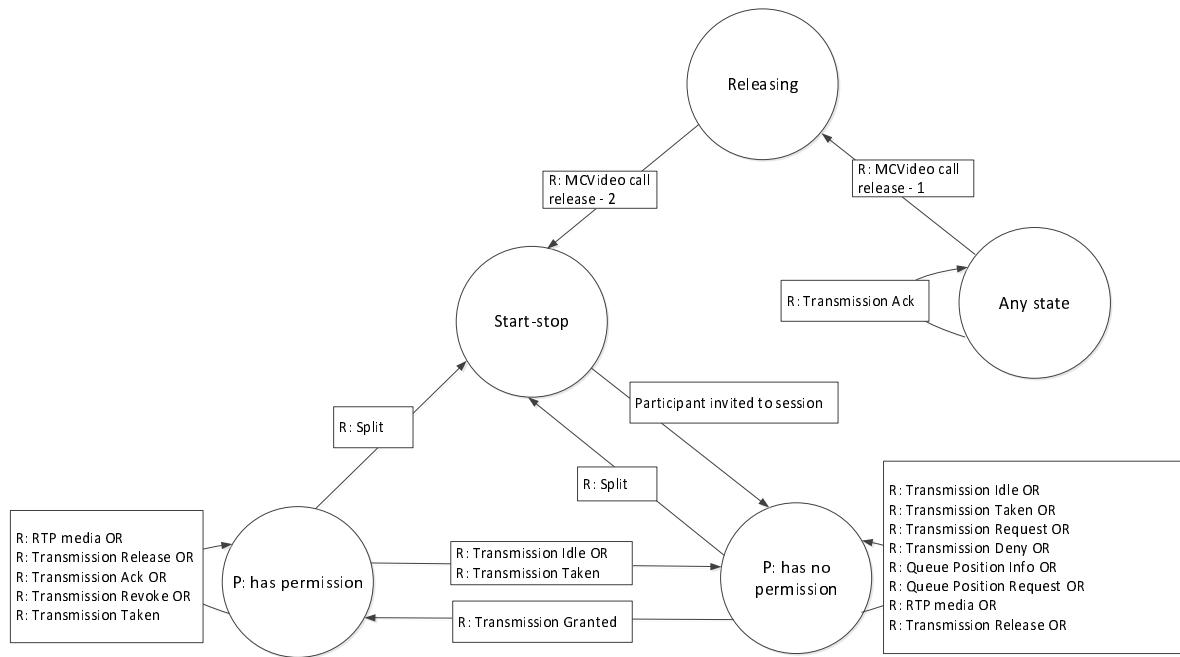 Releasing
R: MCVideo call
release - 2
R: MCVideo call
release - 1
Start-stop
R: Transmission Ack
Any state
Participant invited to session
R: Split
R: Split
R: RTP media OR
R: Transmission Release OR
R: Transmission Ack OR
R: Transmission Revoke OR
R: Transmission Taken
P: has permission
R: Transmission Idle OR
R: Transmission Taken
R: Transmission Granted
P: has no
permission
R: Transmission Idle OR
R: Transmission Taken OR
R: Transmission Request OR
R: Transmission Deny OR
R: Queue Position Info OR
R: Queue Position Request OR
R: RTP media OR
R: Transmission Release OR